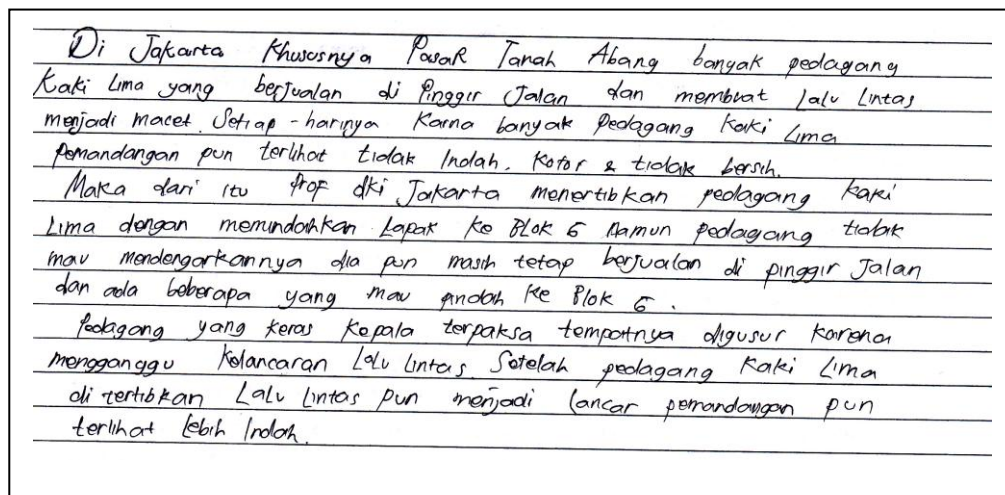 Di Jakarta Khususnya PasaR Tanah Abang banyak pedagang
Kaki Lima yang berjualan di Pinggir Jalan dan membuat lalu Lintas
menjadi macet. Setiap-harinya Karna banyak Pedagang Kaki Lima
Pemandangan pun terlihat tidak Indah. Kotor & tidak bersih.
Maka dari itu Prof dki Jakarta menertibkan pedagang Kaki
Lima dengan memindahkan Lapak Ke BLOK G Namun pedagang tidak
mau mendengarkannya dia pun masih tetap berjualan di pinggir Jalan
dan ada beberapa yang mau pindah Ke Blok G.
Pedagang yang Keras Kepala terpaksa tempatnya digusur Karena
mengganggu Kelancaran Lalu Lintas Setelah pedagang Kaki Lima
di tertibkan Lalu Lintas pun menjadi lancar pemandangan pun
terlihat Lebih Indah.